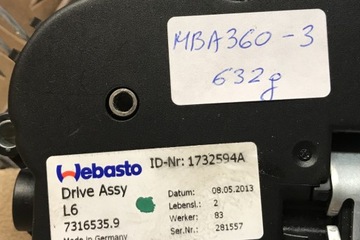 MBA360-3
632g
Webasto
ID-Nr: 1732594A
Drive Assy
L6
7316535.9
Made in Germany
Datum: 08.05.2013
Lebensl.: 2
Werker: 83
Ser.Nr.: 281557